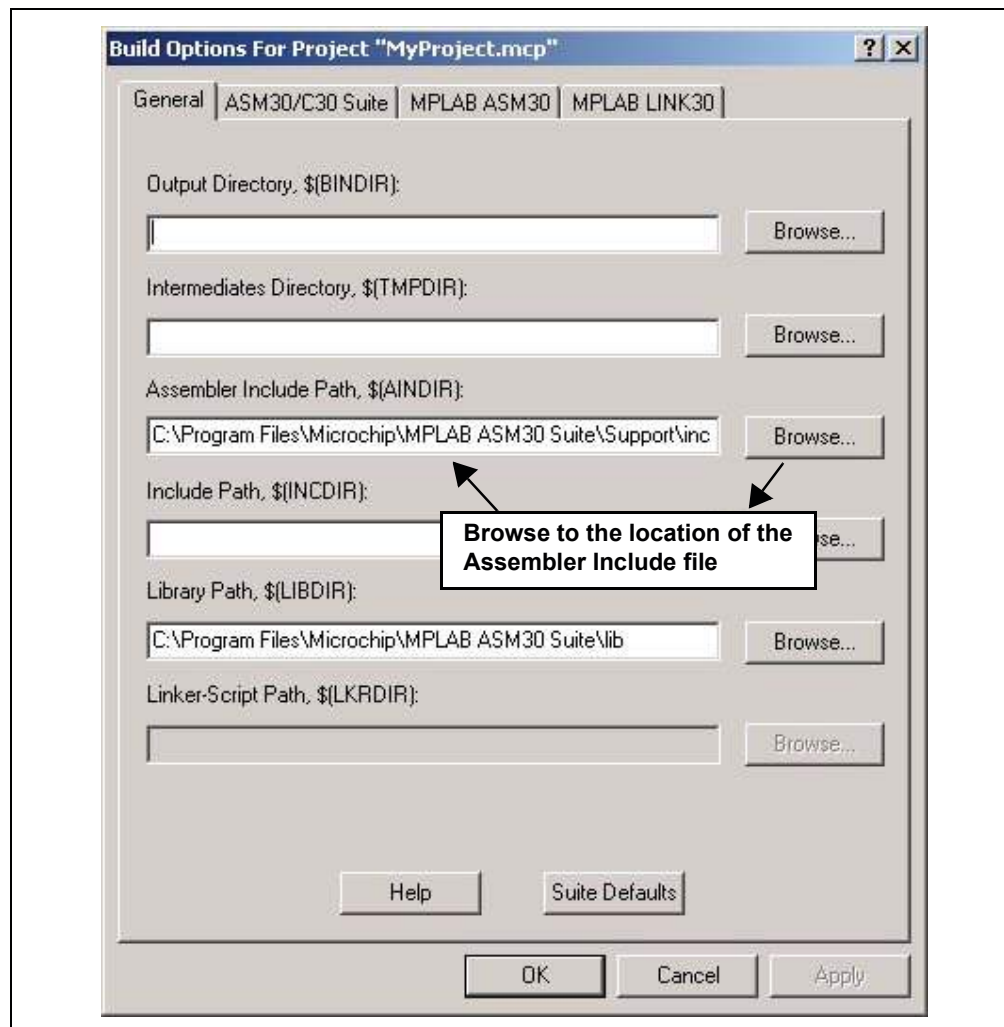 Build Options For Project "MyProject.mcp"
General ASM30/C30 Suite MPLAB ASM30 MPLAB LINK30
Output Directory, $(BINDIR):
Browse...
Intermediates Directory, $(TMPDIR):
Browse...
Assembler Include Path, $(AINDIR):
C:\Program Files\Microchip\MPLAB ASM30 Suite\Support\inc Browse...
Include Path, $(INCDIR):
Browse to the location of the
Assembler Include file
Library Path, $(LIBDIR):
C:\Program Files\Microchip\MPLAB ASM30 Suite\lib Browse...
Linker-Script Path, $(LKRDIR):
Browse...
Help Suite Defaults
OK Cancel Apply